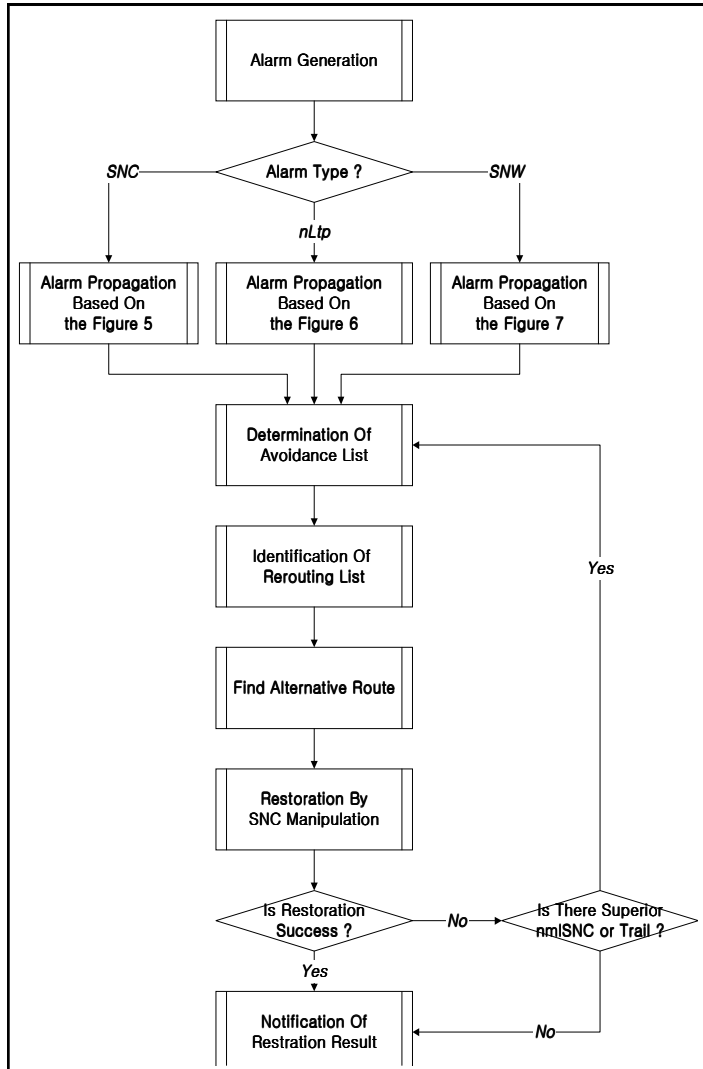 Alarm Generation
Alarm Type ?
SNC
SNW
nLtp
Alarm Propagation
Based On
the Figure 5
Alarm Propagation
Based On
the Figure 6
Alarm Propagation
Based On
the Figure 7
Determination Of
Avoidance List
Identification Of
Rerouting List
Yes
Find Alternative Route
Restoration By
SNC Manipulation
Is Restoration
Success ?
No
Is There Superior
nmlSNC or Trail ?
Yes
Notification Of
Restration Result
No